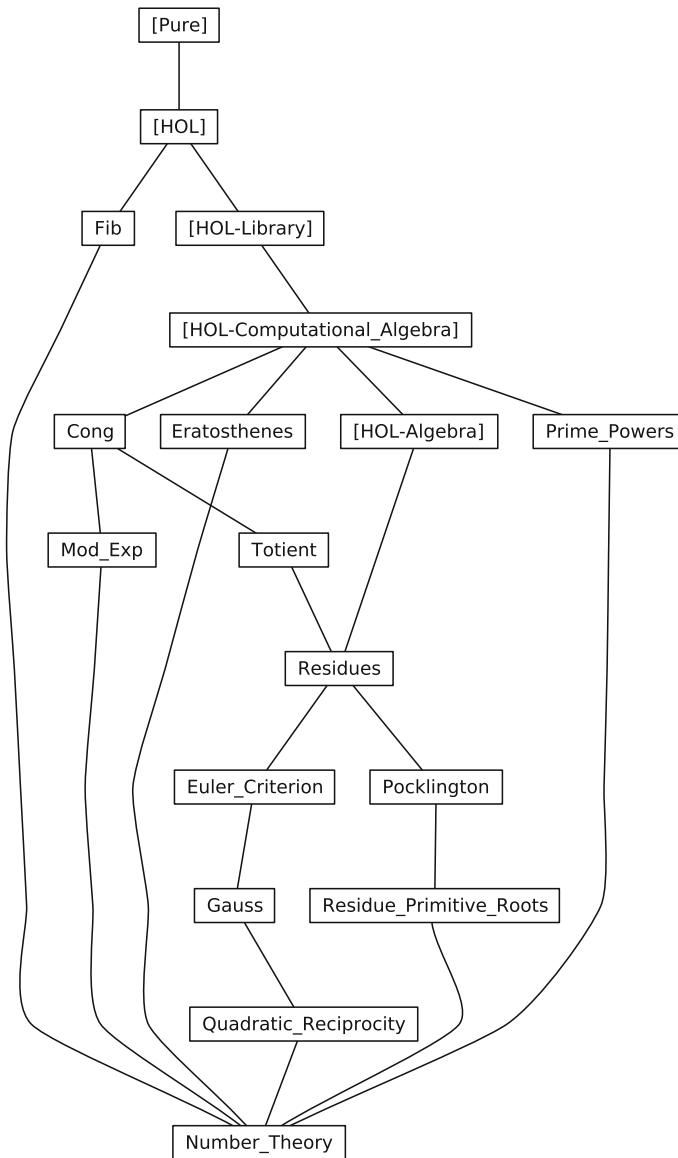 [Pure]
[HOL]
Fib
[HOL-Library]
[HOL-Computational_Algebra]
Cong
Eratosthenes
[HOL-Algebra]
Prime_Powers
Mod_Exp
Totient
Residues
Euler_Criterion
Pocklington
Gauss
Residue_Primitive_Roots
Quadratic_Reciprocity
Number_Theory